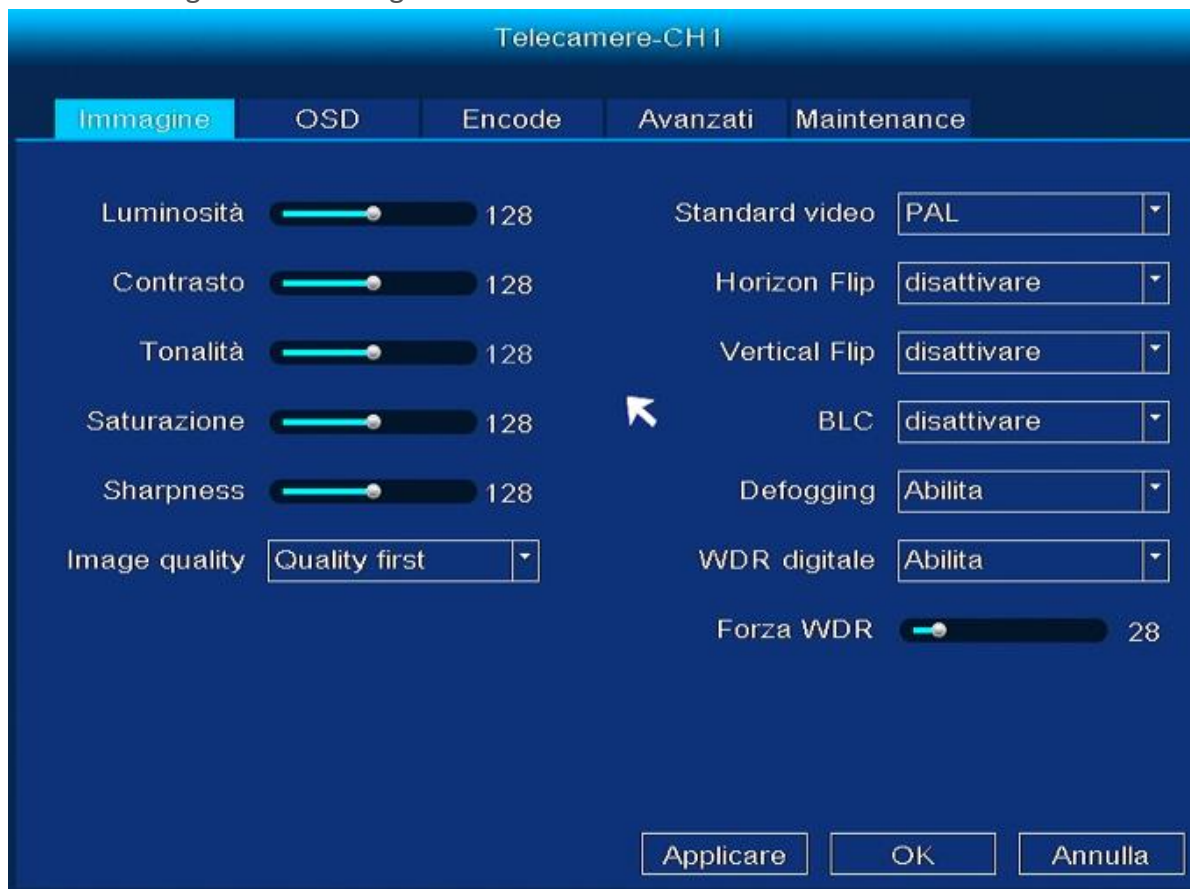 Telecamere-CH1
Immagine OSD Encode Avanzati Maintenance
Luminosità 128 Standard video PAL
Contrasto 128 Horizon Flip disattivare
Tonalità 128 Vertical Flip disattivare
Saturazione 128 BLC disattivare
Sharpness 128 Defogging Abilita
Image quality Quality first WDR digitale Abilita
Forza WDR 28
Applicare OK Annulla